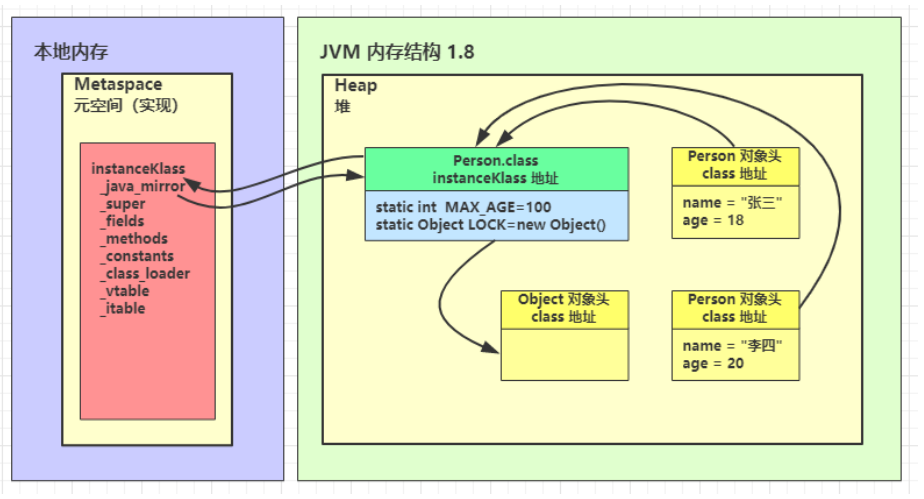 本地内存
Metaspace
元空间（实现）
instanceKlass
_java_mirror
_super
_fields
_methods
_constants
_class_loader
_vtable
_itable
JVM 内存结构 1.8
Heap
堆
Person.class
instanceKlass 地址
static int MAX_AGE=100
static Object LOCK=new Object()
Person 对象头
class 地址
name = "张三"
age = 18
Object 对象头
class 地址
Person 对象头
class 地址
name = "李四"
age = 20